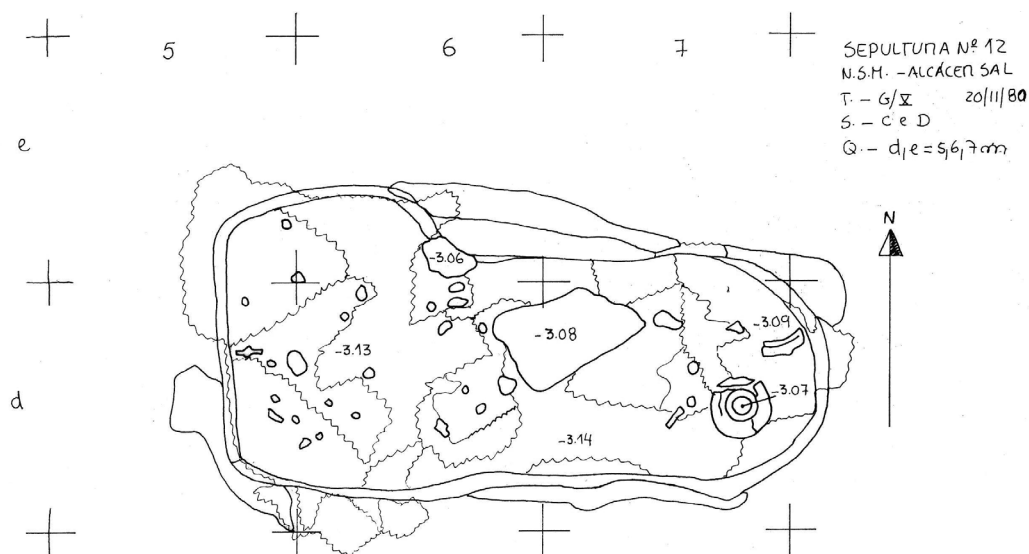 5 6 7
SEPULTURA Nº 12
N.S.M. - ALCÁCER SAL
T. - G/X 20/11/80
S. - C e D
Q. - d,e = 5,6,7 m
e
N
-3.06
-3.08
-3.09
-3.13
-3.07
d
-3.14